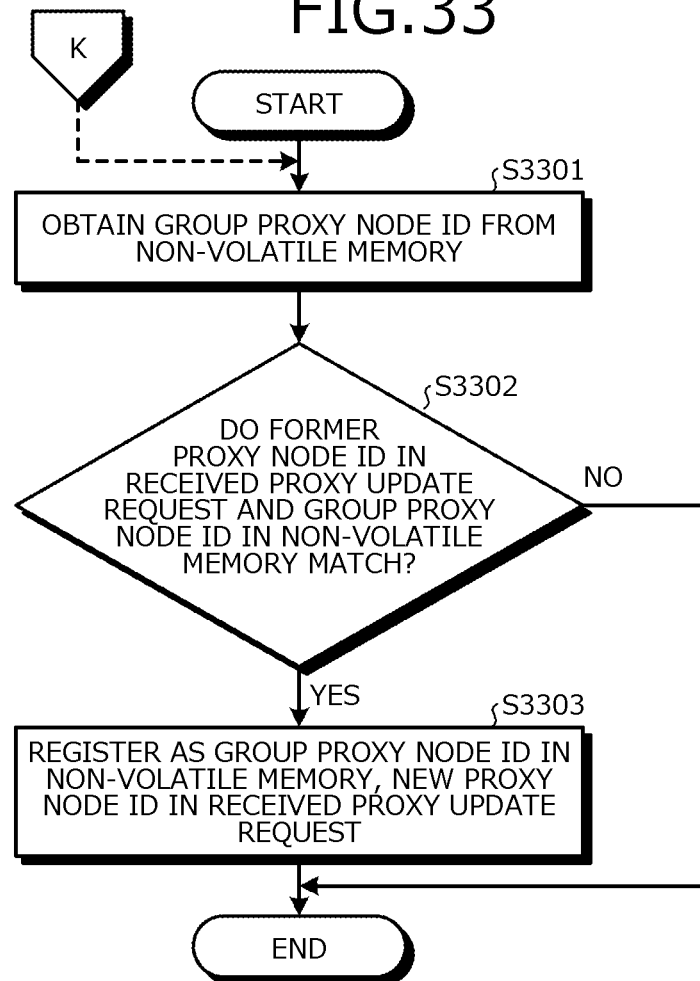 FIG.33
K
START
S3301
OBTAIN GROUP PROXY NODE ID FROM
NON-VOLATILE MEMORY
S3302
DO FORMER
PROXY NODE ID IN
RECEIVED PROXY UPDATE
REQUEST AND GROUP PROXY
NODE ID IN NON-VOLATILE
MEMORY MATCH?
NO
YES
S3303
REGISTER AS GROUP PROXY NODE ID IN
NON-VOLATILE MEMORY, NEW PROXY
NODE ID IN RECEIVED PROXY UPDATE
REQUEST
END